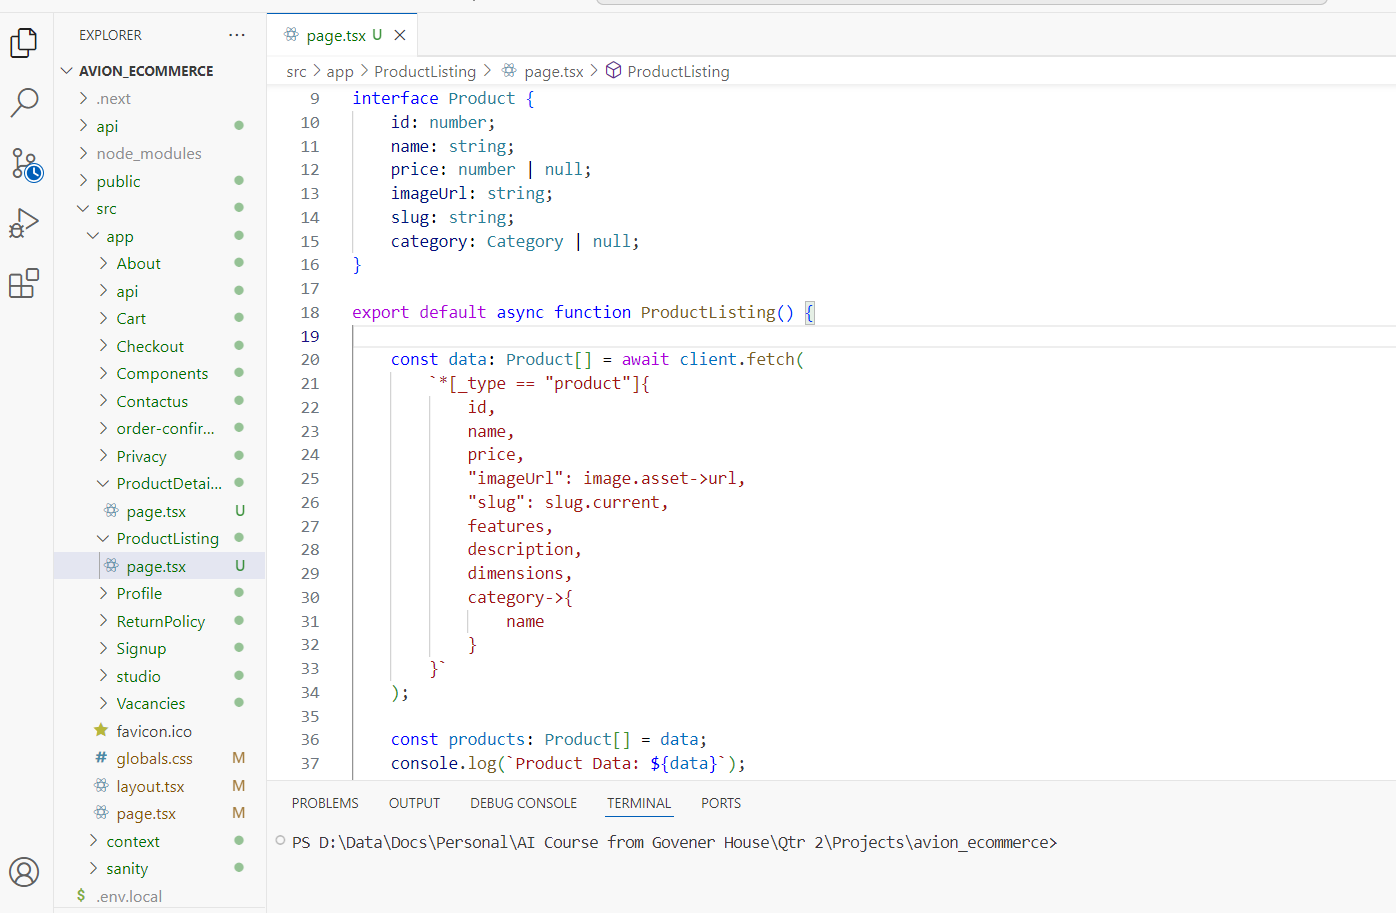 EXPLORER ...
AVION_ECOMMERCE
.next
api
node_modules
public
src
app
About
api
Cart
Checkout
Components
Contactus
order-confir...
Privacy
ProductDetai...
page.tsx U
ProductListing
page.tsx U
Profile
ReturnPolicy
Signup
studio
Vacancies
favicon.ico
# globals.css M
layout.tsx M
page.tsx M
context
sanity
$ .env.local
page.tsx U
src > app > ProductListing > page.tsx > ProductListing
9 interface Product {
10 id: number;
11 name: string;
12 price: number | null;
13 imageUrl: string;
14 slug: string;
15 category: Category | null;
16 }
17
18 export default async function ProductListing() {
19
20 const data: Product[] = await client.fetch(
21 `*[_type == "product"]{
22 id,
23 name,
24 price,
25 "imageUrl": image.asset->url,
26 "slug": slug.current,
27 features,
28 description,
29 dimensions,
30 category->{
31 name
32 }
33 }`
34 );
35
36 const products: Product[] = data;
37 console.log(`Product Data: ${data}`);
PROBLEMS OUTPUT DEBUG CONSOLE TERMINAL PORTS
PS D:\Data\Docs\Personal\AI Course from Govener House\Qtr 2\Projects\avion_ecommerce>